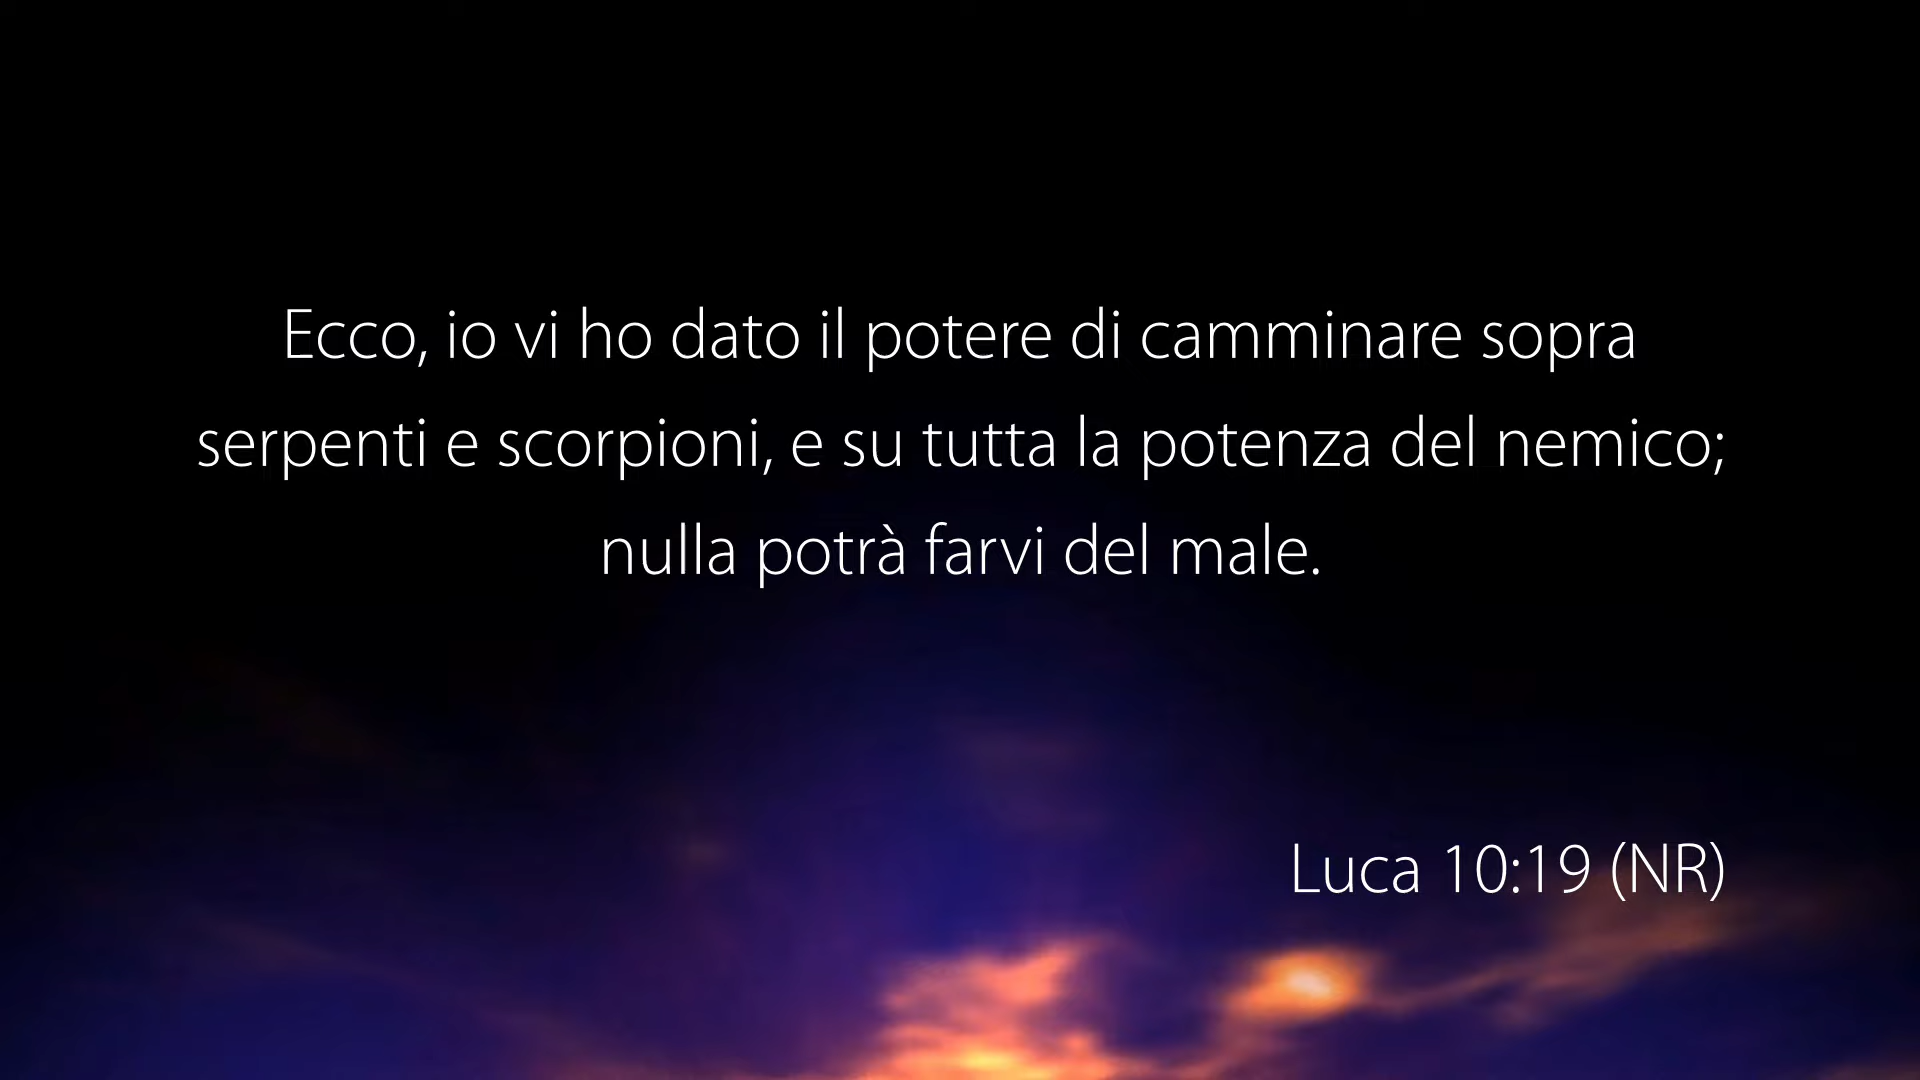 Ecco, io vi ho dato il potere di camminare sopra
serpenti e scorpioni, e su tutta la potenza del nemico;
nulla potrà farvi del male.
Luca 10:19 (NR)